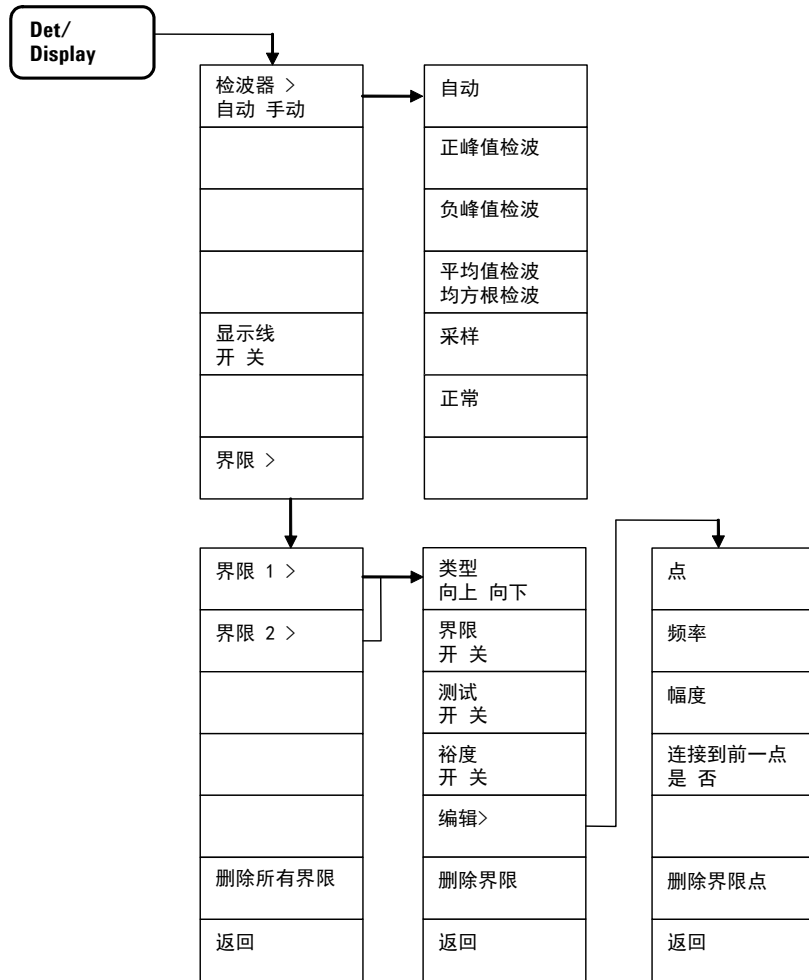 Det/
Display
检波器 >
自动 手动
显示线
开 关
界限 >
自动
正峰值检波
负峰值检波
平均值检波
均方根检波
采样
正常
界限 1 >
界限 2 >
删除所有界限
返回
类型
向上 向下
界限
开 关
测试
开 关
裕度
开 关
编辑>
删除界限
返回
点
频率
幅度
连接到前一点
是 否
删除界限点
返回